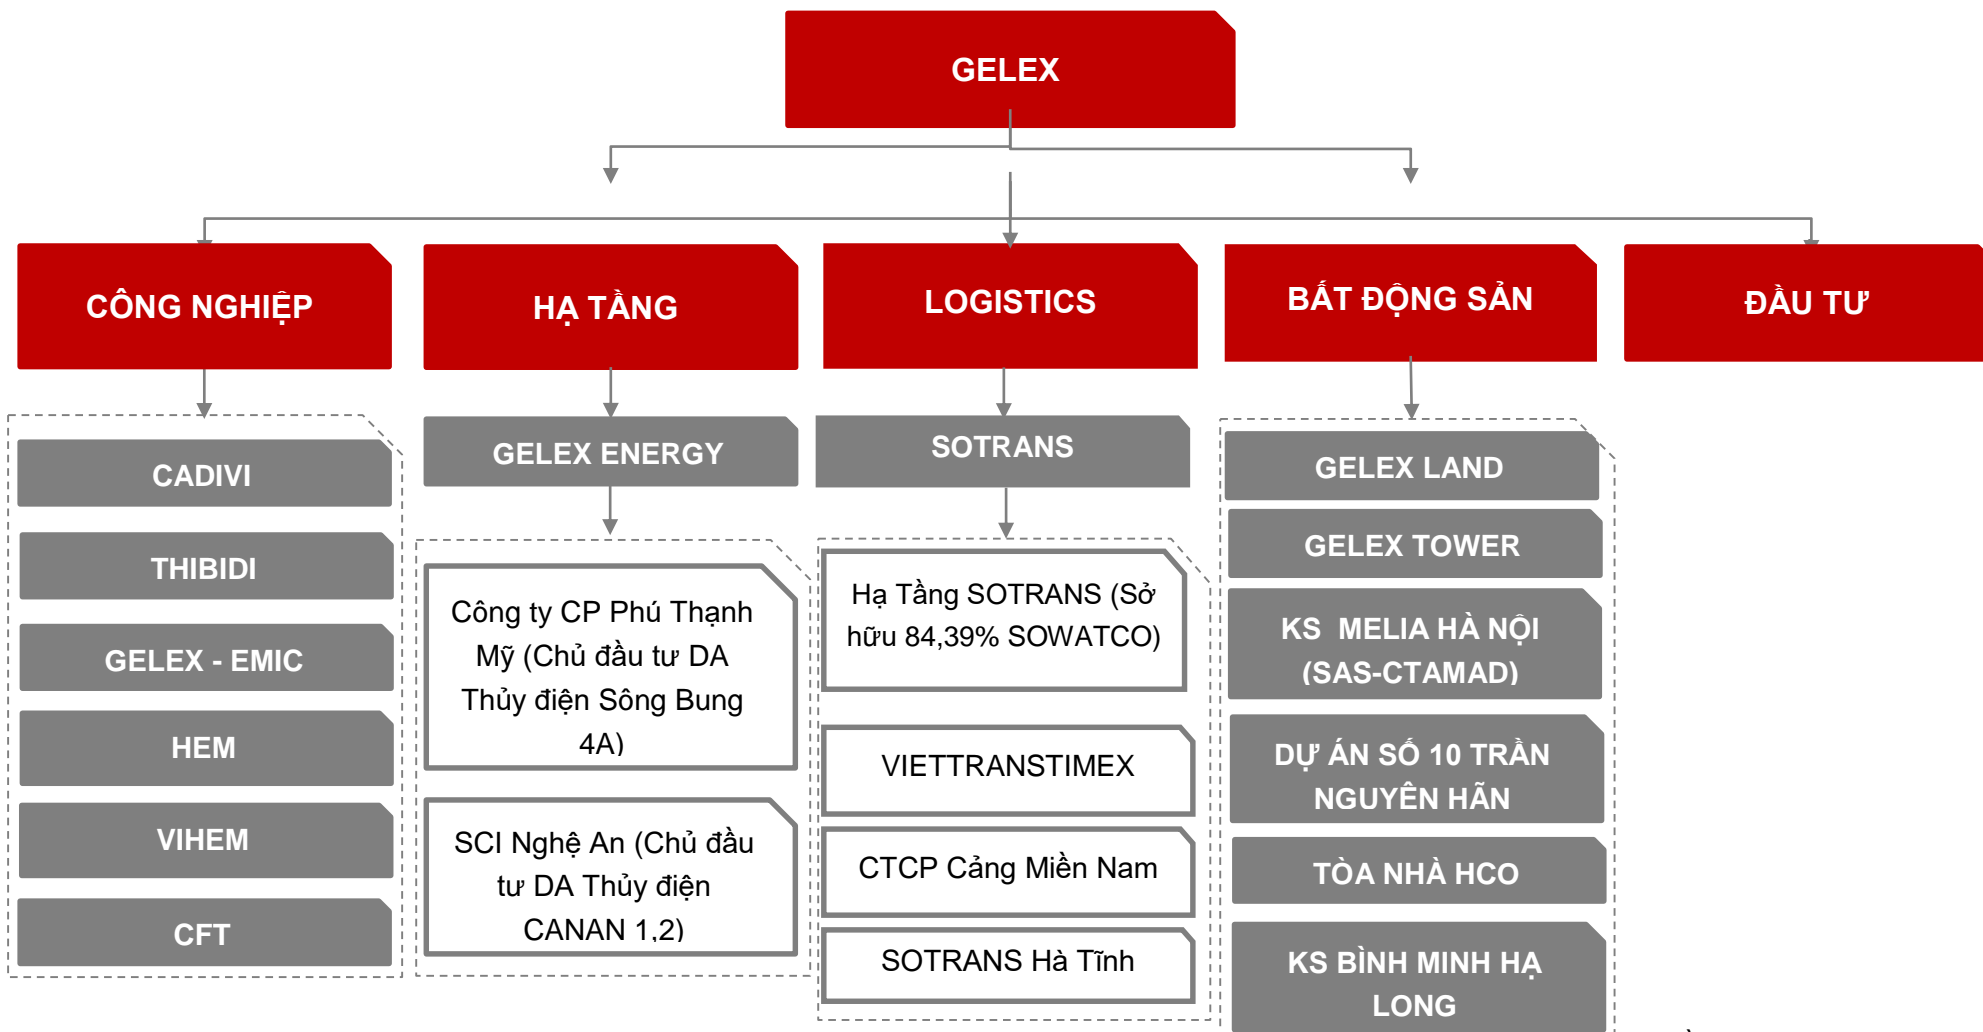 GELEX
CÔNG NGHIỆP
HẠ TẦNG
LOGISTICS
BẤT ĐỘNG SẢN
ĐẦU TƯ
CADIVI
THIBIDI
GELEX - EMIC
HEM
VIHEM
CFT
GELEX ENERGY
Công ty CP Phú Thạnh
Mỹ (Chủ đầu tư DA
Thủy điện Sông Bung
4A)
SCI Nghệ An (Chủ đầu
tư DA Thủy điện
CANAN 1,2)
SOTRANS
Hạ Tầng SOTRANS (Sở
hữu 84,39% SOWATCO)
VIETTRANSTIMEX
CTCP Cảng Miền Nam
SOTRANS Hà Tĩnh
GELEX LAND
GELEX TOWER
KS MELIA HÀ NỘI
(SAS-CTAMAD)
DỰ ÁN SỐ 10 TRẦN
NGUYÊN HÃN
TÒA NHÀ HCO
KS BÌNH MINH HẠ
LONG